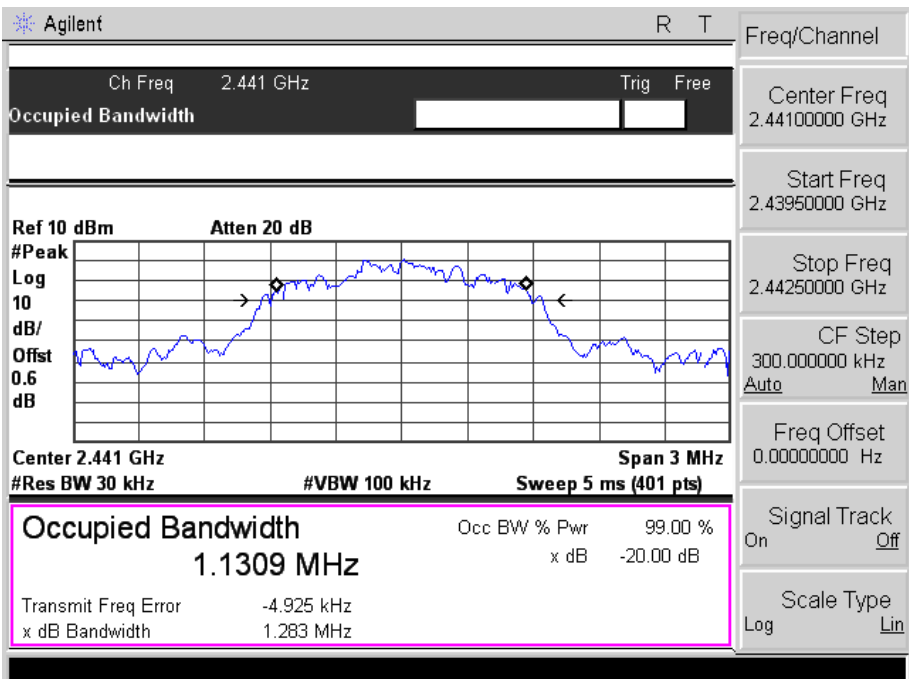 Agilent R T
Ch Freq 2.441 GHz Trig Free
Occupied Bandwidth
Ref 10 dBm Atten 20 dB
#Peak
Log
10
dB/
Offst
0.6
dB
Center 2.441 GHz Span 3 MHz
#Res BW 30 kHz #VBW 100 kHz Sweep 5 ms (401 pts)
Occupied Bandwidth Occ BW % Pwr 99.00 %
1.1309 MHz x dB -20.00 dB
Transmit Freq Error -4.925 kHz
x dB Bandwidth 1.283 MHz
Freq/Channel
Center Freq
2.44100000 GHz
Start Freq
2.43950000 GHz
Stop Freq
2.44250000 GHz
CF Step
300.000000 kHz
Auto Man
Freq Offset
0.00000000 Hz
Signal Track
On Off
Scale Type
Log Lin